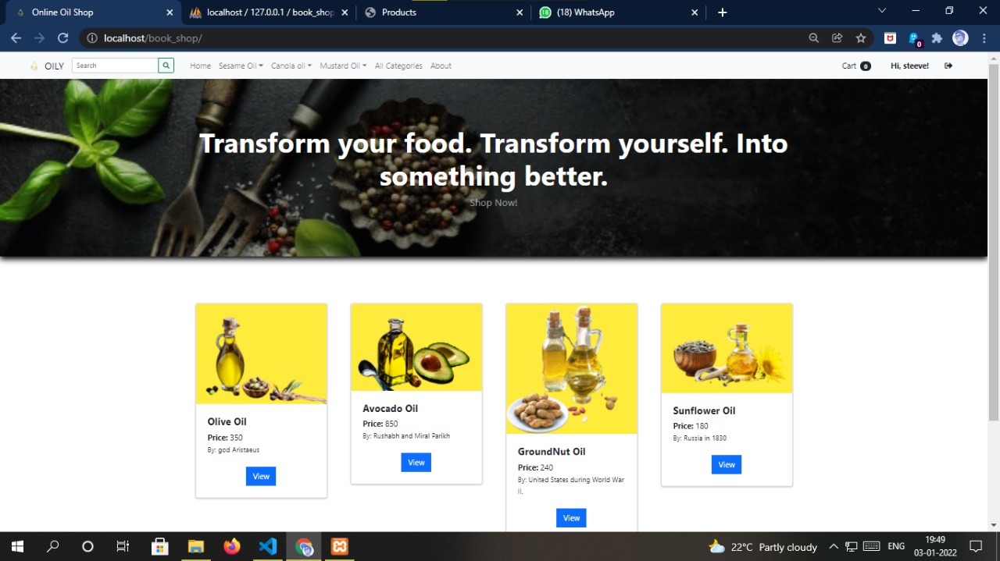 Online Oil Shop
localhost / 127.0.0.1 / book_shop
Products
(18) WhatsApp
localhost/book_shop/
0
OILY
Search
Home
Sesame Oil
Canola oil
Mustard Oil
All Categories
About
Cart 0
Hi, steeve!
Transform your food. Transform yourself. Into
something better.
Shop Now!
Olive Oil
Price: 350
By: god Aristaeus
View
Avocado Oil
Price: 850
By: Rushabh and Miral Parikh
View
GroundNut Oil
Price: 240
By: United States during World War
II.
View
Sunflower Oil
Price: 180
By: Russia in 1830
View
22°C Partly cloudy
ENG
19:49
03-01-2022